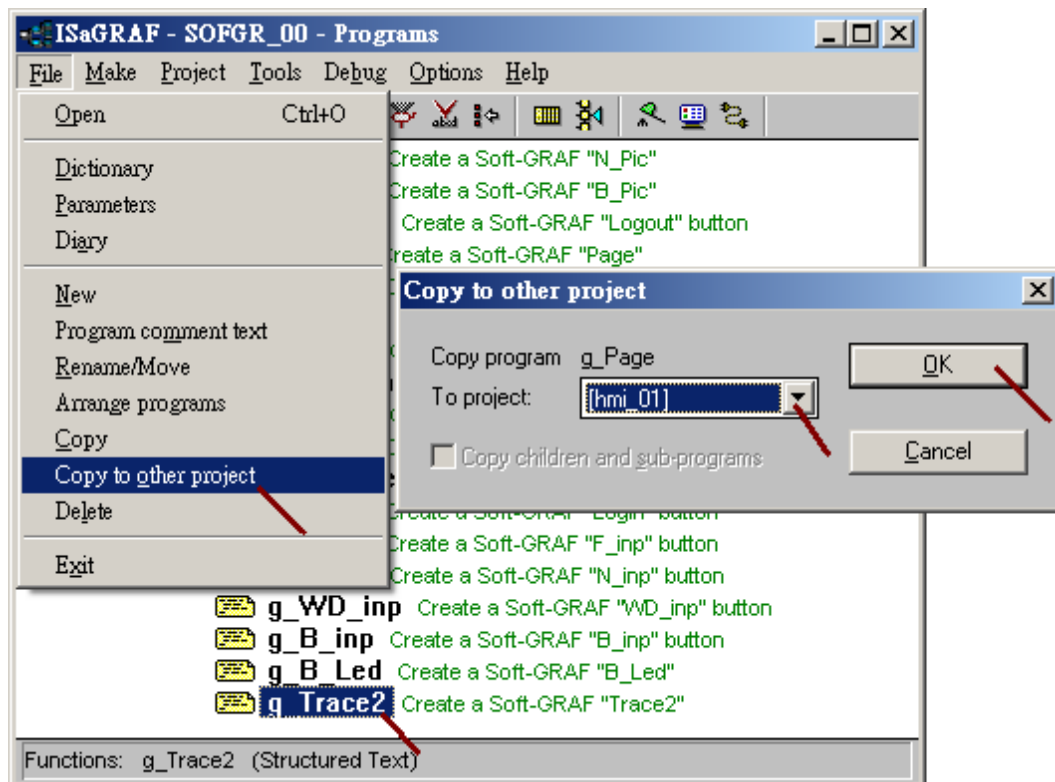 ISaGRAF - SOFGR_00 - Programs
File Make Project Tools Debug Options Help
Open Ctrl+O
Dictionary
Parameters
Diary
New
Program comment text
Rename/Move
Arrange programs
Copy
Copy to other project
Delete
Exit
Create a Soft-GRAF "N_Pic"
Create a Soft-GRAF "B_Pic"
Create a Soft-GRAF "Logout" button
reate a Soft-GRAF "Page"
Copy to other project
Copy program g_Page
To project: [hmi_01]
OK
Copy children and sub-programs
Cancel
Create a Soft-GRAF "Login" button
Create a Soft-GRAF "F_inp" button
Create a Soft-GRAF "N_inp" button
g_WD_inp Create a Soft-GRAF "WD_inp" button
g_B_inp Create a Soft-GRAF "B_inp" button
g_B_Led Create a Soft-GRAF "B_Led"
g_Trace2 Create a Soft-GRAF "Trace2"
Functions: g_Trace2 (Structured Text)